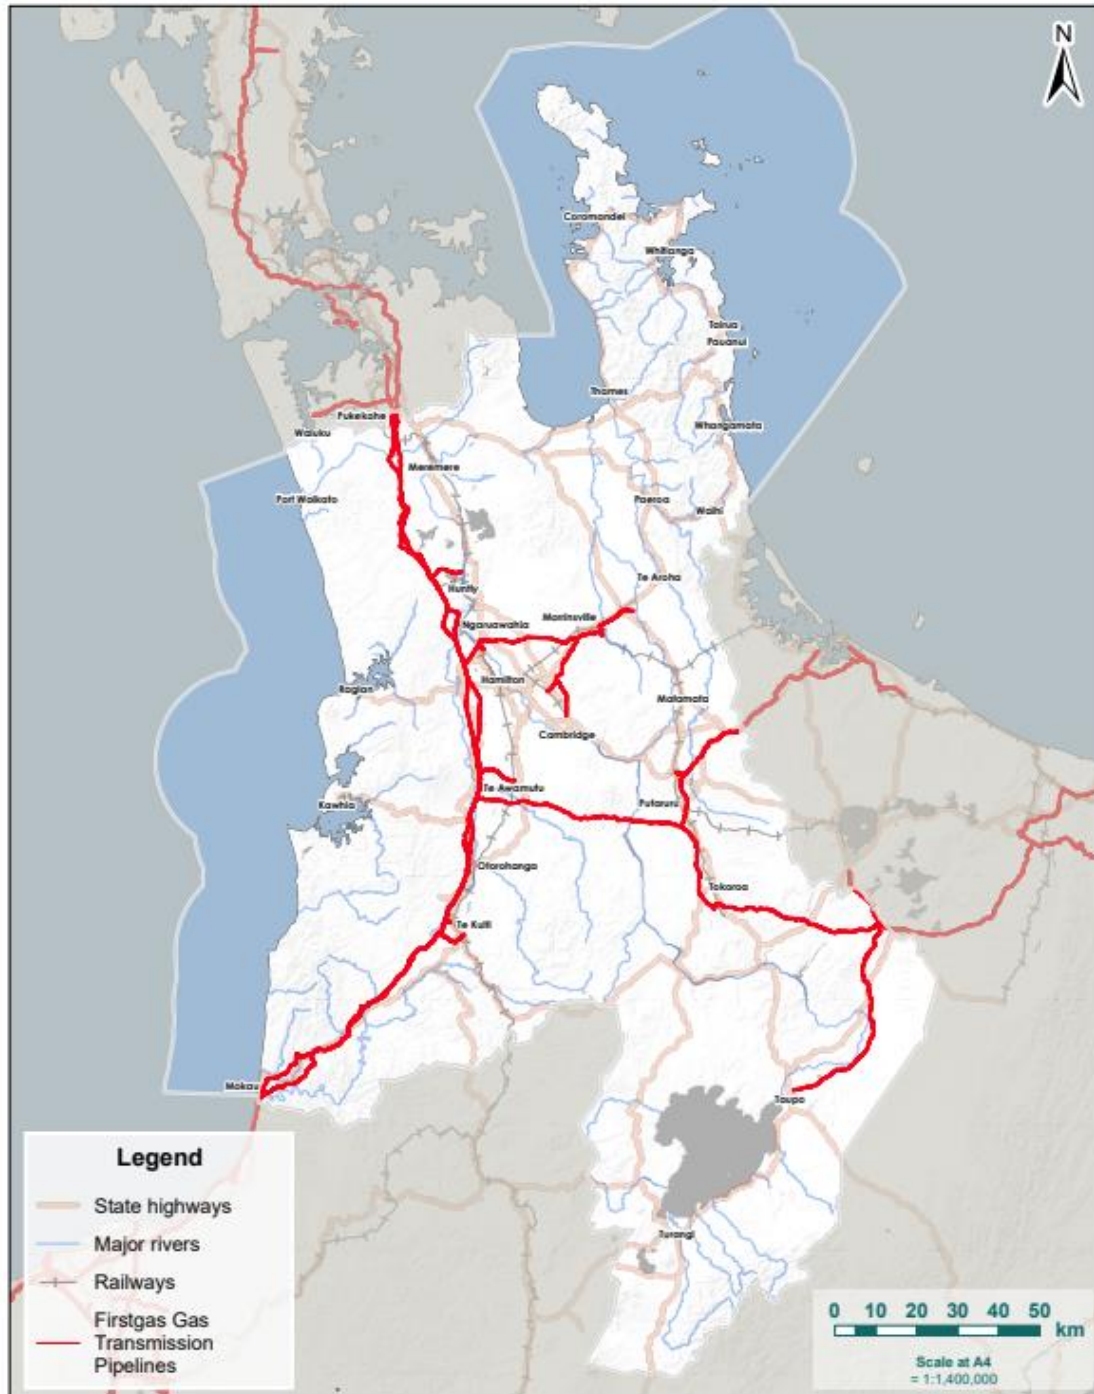 N
Coromandel
Whitianga
Tairua
Pauanui
Thames
Pukekohe
Waiuku
Whangamata
Meremere
Port Waikato
Paeroa
Waihi
Te Aroha
Huntly
Ngaruawahia
Morrinsville
Hamilton
Raglan
Matamata
Cambridge
Te Awamutu
Kawhia
Putaruru
Otorohanga
Tokoroa
Te Kuiti
Mokau
Taupo
Turangi
Legend
State highways
Major rivers
Railways
Firstgas Gas
Transmission
Pipelines
0 10 20 30 40 50
km
Scale at A4
= 1:1,400,000